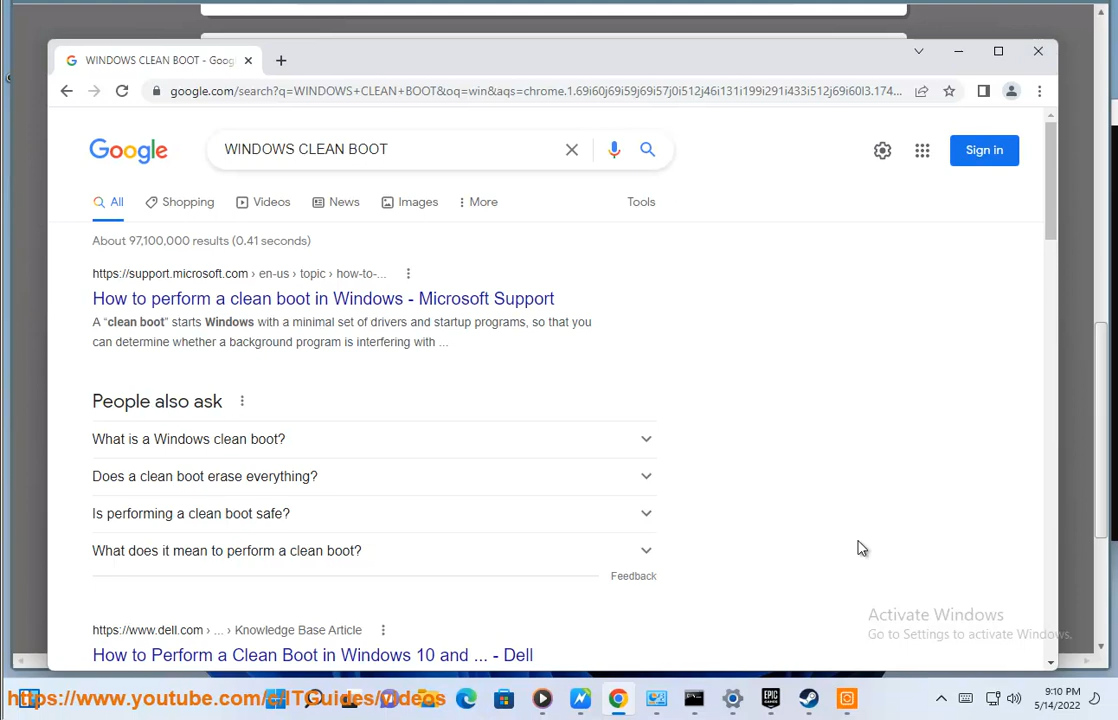 WINDOWS CLEAN BOOT - Goog
google.com/search?q=WINDOWS+CLEAN+BOOT&oq=win&aqs=chrome.1.69i60j69i59j69i57j0i512j46i131i199i291i433i512j69i60l3.174...
Google
WINDOWS CLEAN BOOT
Sign in
All
Shopping
Videos
News
Images
More
Tools
About 97,100,000 results (0.41 seconds)
https://support.microsoft.com › en-us › topic › how-to-...
How to perform a clean boot in Windows - Microsoft Support
A “clean boot” starts Windows with a minimal set of drivers and startup programs, so that you
can determine whether a background program is interfering with ...
People also ask
What is a Windows clean boot?
Does a clean boot erase everything?
Is performing a clean boot safe?
What does it mean to perform a clean boot?
Feedback
https://www.dell.com › ... › Knowledge Base Article
How to Perform a Clean Boot in Windows 10 and ... - Dell
Activate Windows
Go to Settings to activate Windows.
https://www.youtube.com/c/ITGuides/videos
EPIC
GAMES
9:10 PM
5/14/2022